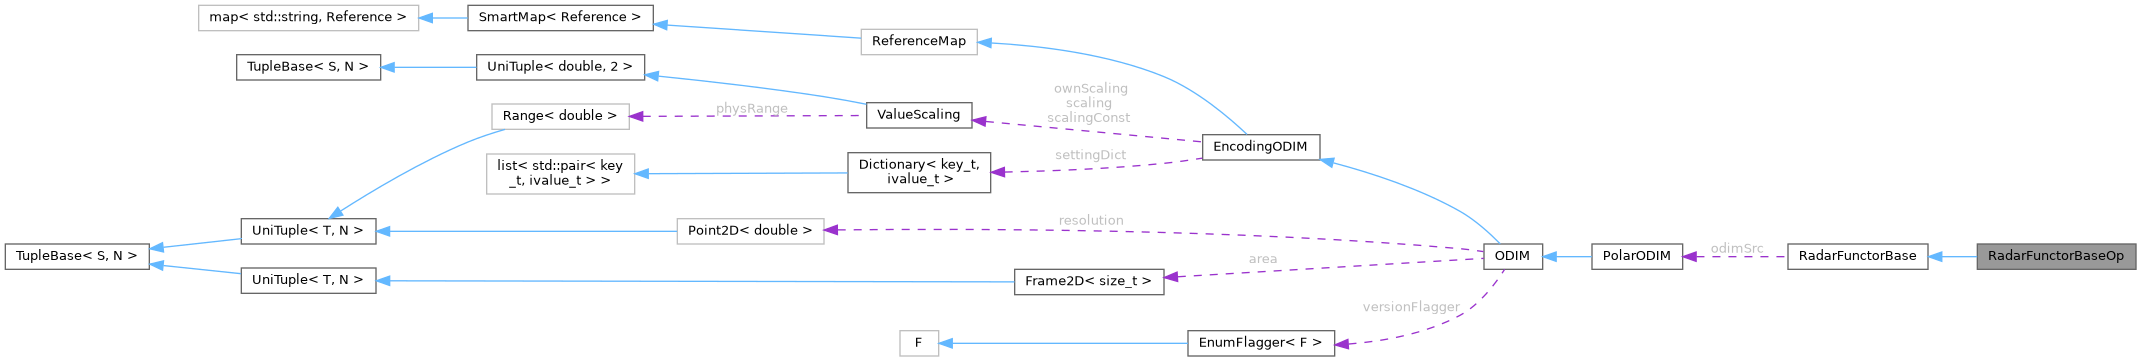 map< std::string, Reference >
SmartMap< Reference >
ReferenceMap
TupleBase< S, N >
UniTuple< double, 2 >
ownScaling
scaling
scalingConst
Range< double >
physRange
ValueScaling
EncodingODIM
list< std::pair< key
_t, ivalue_t > >
Dictionary< key_t,
ivalue_t >
settingDict
UniTuple< T, N >
Point2D< double >
resolution
TupleBase< S, N >
area
ODIM
PolarODIM
odimSrc
RadarFunctorBase
RadarFunctorBaseOp
UniTuple< T, N >
Frame2D< size_t >
versionFlagger
F
EnumFlagger< F >